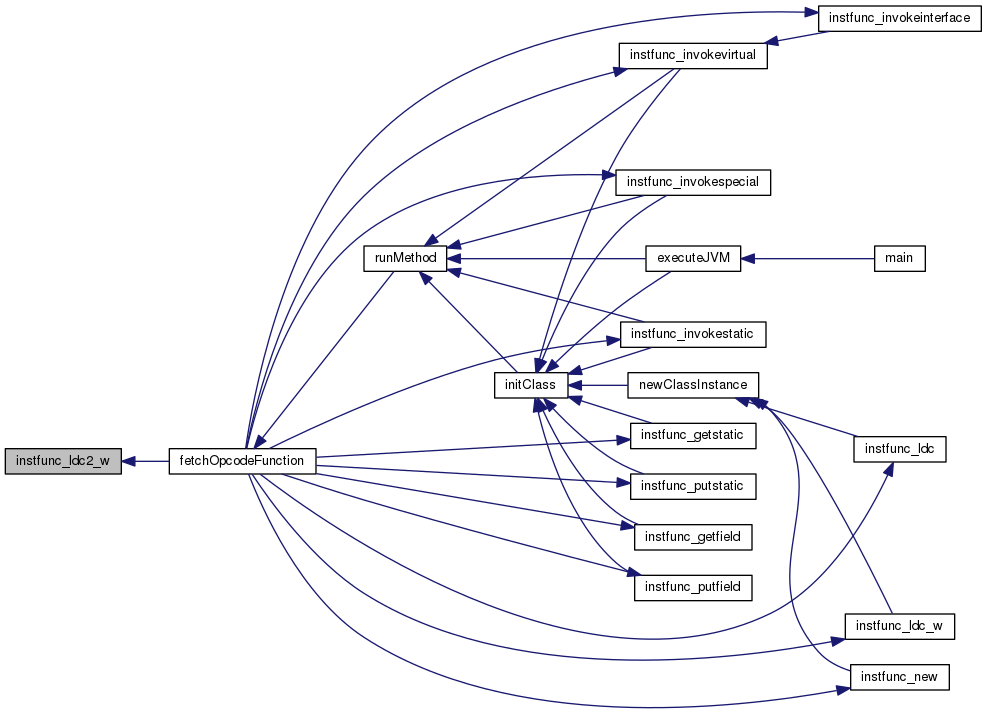 instfunc_invokeinterface
instfunc_invokevirtual
instfunc_invokespecial
runMethod
executeJVM
main
instfunc_invokestatic
initClass
newClassInstance
instfunc_getstatic
instfunc_ldc
instfunc_ldc2_w
fetchOpcodeFunction
instfunc_putstatic
instfunc_getfield
instfunc_putfield
instfunc_ldc_w
instfunc_new